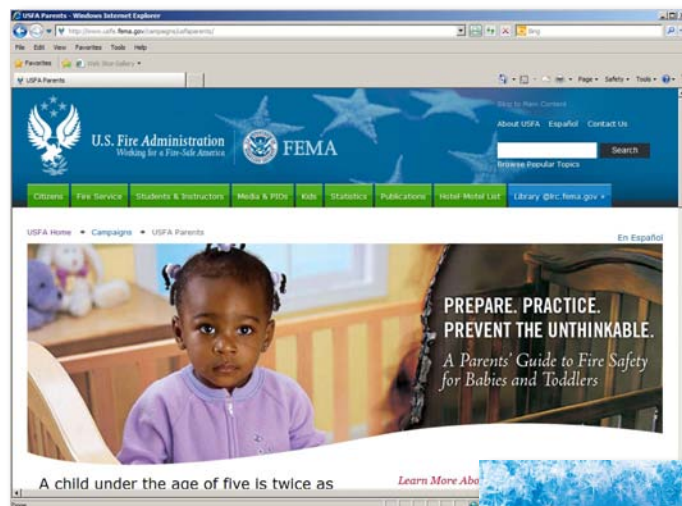 USFA Parents - Windows Internet Explorer
http://www.usfa.fema.gov/campaigns/usfaparents/
Bing
File Edit View Favorites Tools Help
Favorites Web Slice Gallery
USFA Parents
Page Safety Tools
Skip to Main Content
About USFA Español Contact Us
U.S. Fire Administration
Working for a Fire-Safe America
FEMA
Search
Browse Popular Topics
Citizens Fire Service Students & Instructors Media & PIOs Kids Statistics Publications Hotel-Motel List Library @lrc.fema.gov »
USFA Home Campaigns USFA Parents
En Español
PREPARE. PRACTICE.
PREVENT THE UNTHINKABLE.
A Parents' Guide to Fire Safety
for Babies and Toddlers
A child under the age of five is twice as
Learn More Abo